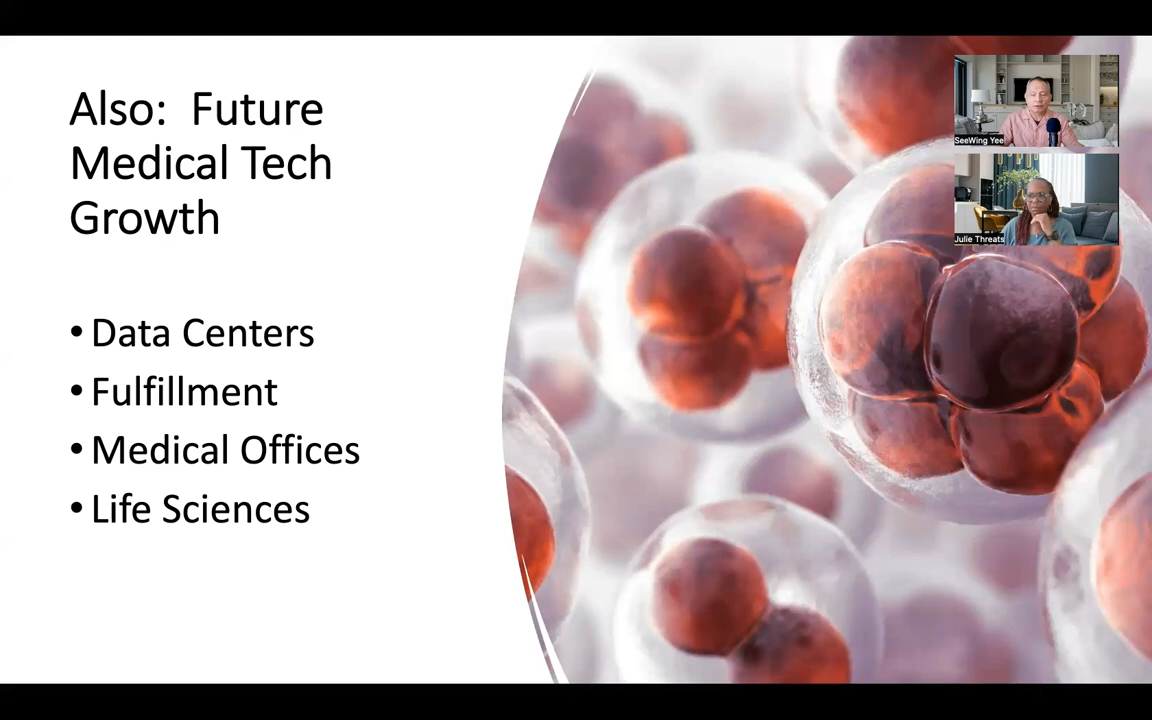 Also:  Future
Medical Tech
Growth
• Data Centers
• Fulfillment
• Medical Offices
• Life Sciences
SeeWing Yee
Julie Threats